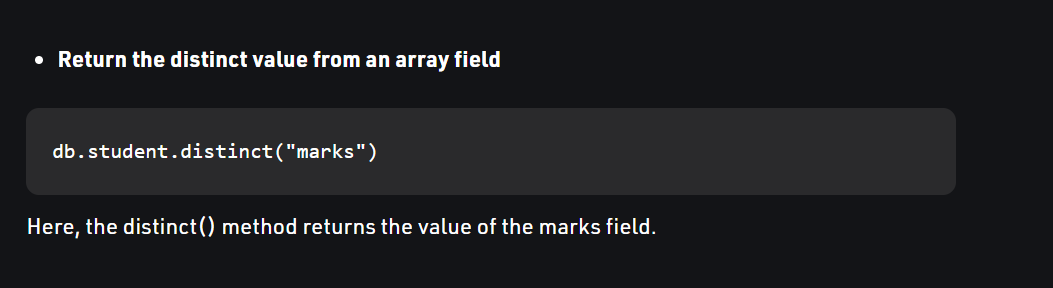 Return the distinct value from an array field
db.student.distinct("marks")
Here, the distinct() method returns the value of the marks field.